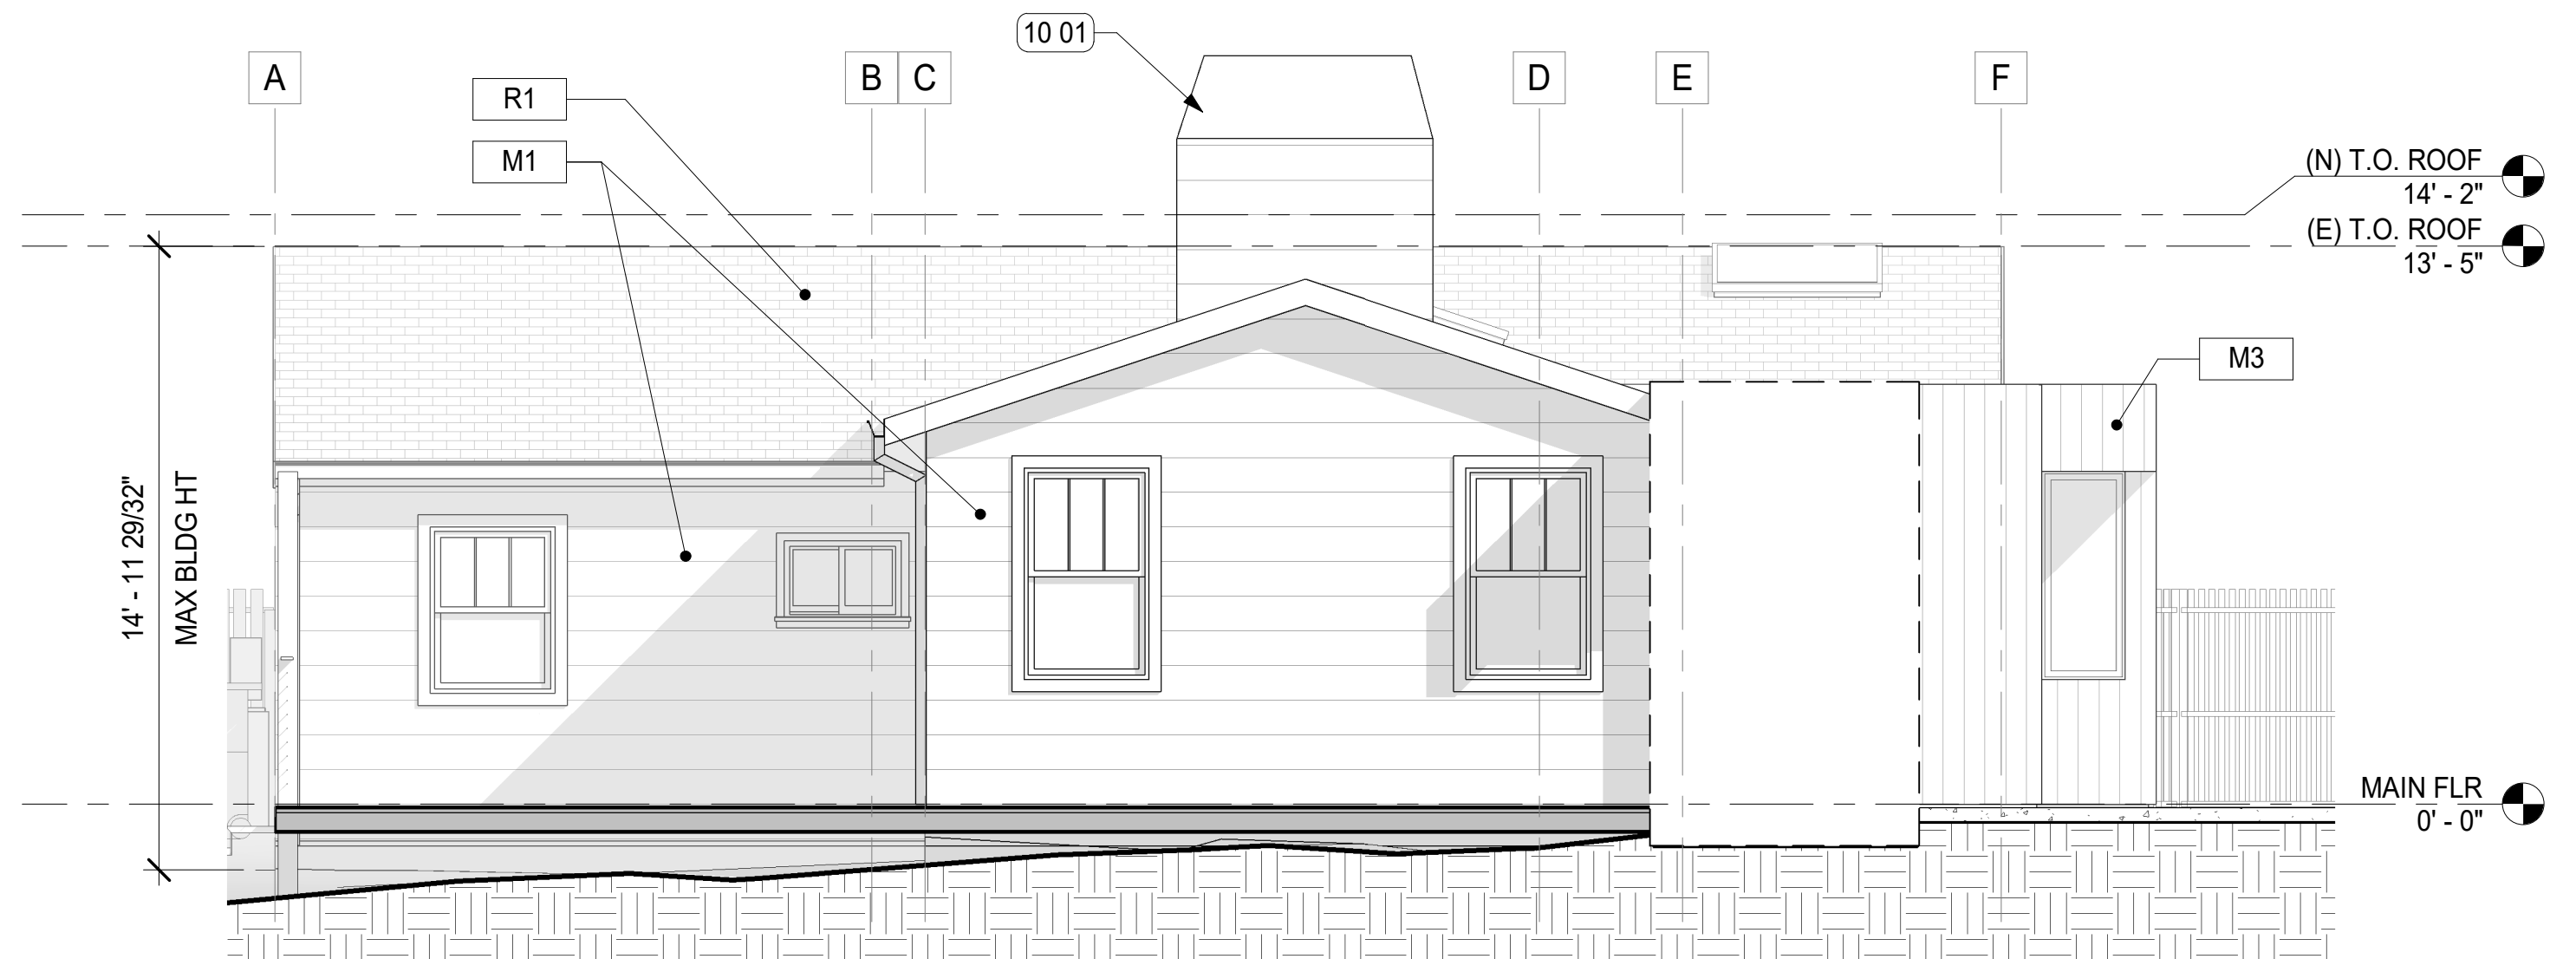 10 01
A
B
C
D
E
F
R1
M1
(N) T.O. ROOF
14' - 2"
(E) T.O. ROOF
13' - 5"
M3
14' - 11 29/32"
MAX BLDG HT
MAIN FLR
0' - 0"